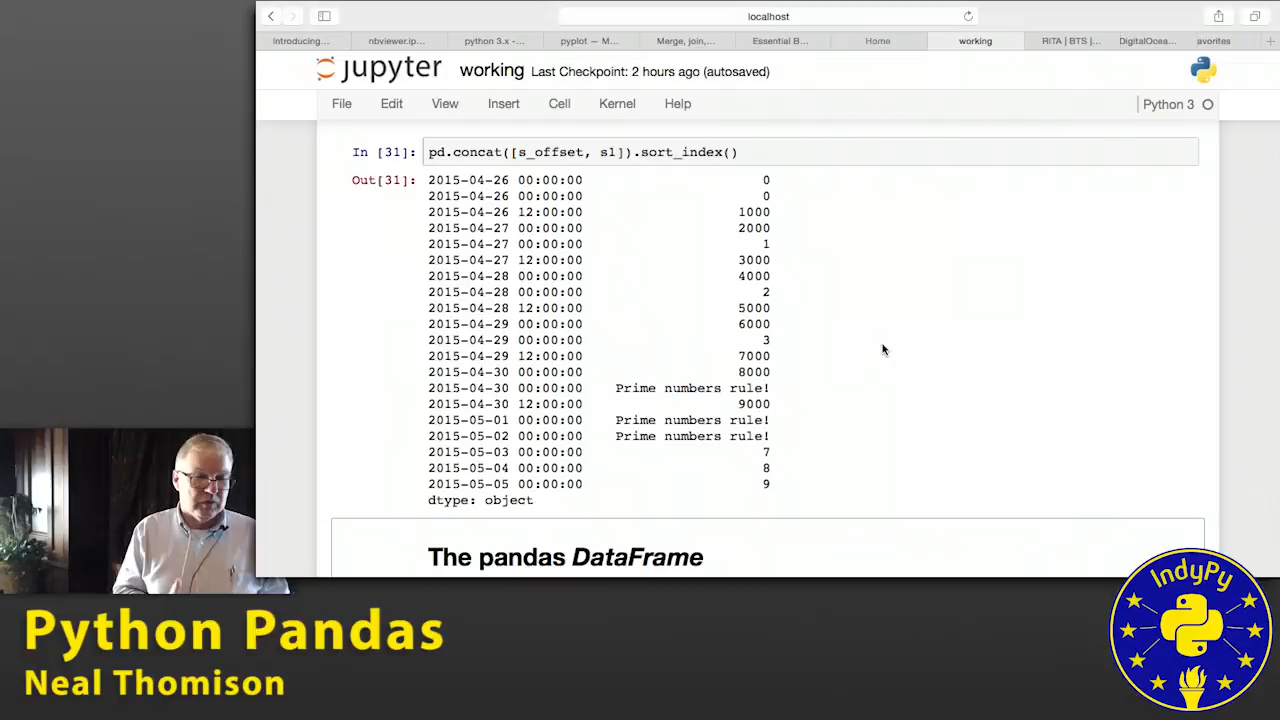 localhost
Introducing...
nbviewer.ip...
python 3.x -...
pyplot — M...
Merge, join,...
Essential B...
Home
working
RITA | BTS |...
DigitalOcea...
avorites
jupyter working Last Checkpoint: 2 hours ago (autosaved)
File Edit View Insert Cell Kernel Help
Python 3
In [31]: pd.concat([s_offset, s1]).sort_index()
Out[31]: 2015-04-26 00:00:00 0
2015-04-26 00:00:00 0
2015-04-26 12:00:00 1000
2015-04-27 00:00:00 2000
2015-04-27 00:00:00 1
2015-04-27 12:00:00 3000
2015-04-28 00:00:00 4000
2015-04-28 00:00:00 2
2015-04-28 12:00:00 5000
2015-04-29 00:00:00 6000
2015-04-29 00:00:00 3
2015-04-29 12:00:00 7000
2015-04-30 00:00:00 8000
2015-04-30 00:00:00 Prime numbers rule!
2015-04-30 12:00:00 9000
2015-05-01 00:00:00 Prime numbers rule!
2015-05-02 00:00:00 Prime numbers rule!
2015-05-03 00:00:00 7
2015-05-04 00:00:00 8
2015-05-05 00:00:00 9
dtype: object
The pandas DataFrame
Python Pandas
Neal Thomison
IndyPy